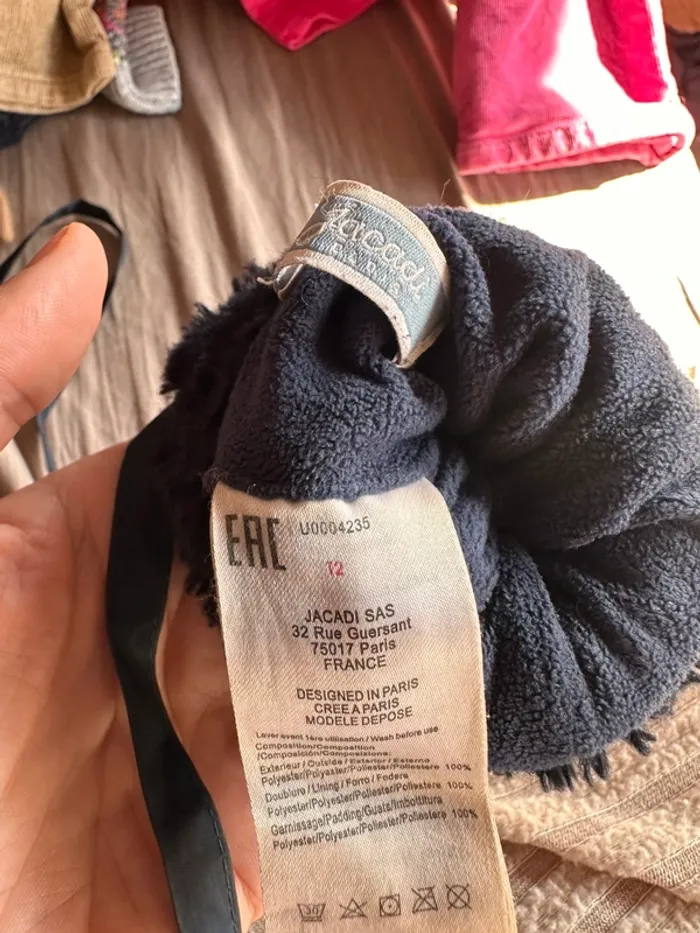 Jacadi
PARIS
EAC
U0004235
12
JACADI SAS
32 Rue Guersant
75017 Paris
FRANCE
DESIGNED IN PARIS
CREE A PARIS
MODELE DEPOSE
Laver avant 1ère utilisation / Wash before use
Composition/Composition
/Composición/Composizione:
Extérieur / Outside / Exterior / Esterno
Polyester/Polyester/Poliester/Poliestere 100%
Doublure / Lining / Forro / Fodere
Polyester/Polyester/Poliester/Poliestere 100%
Garnissage/Padding/Guata/Imbottitura
Polyester/Polyester/Poliester/Poliestere 100%
30